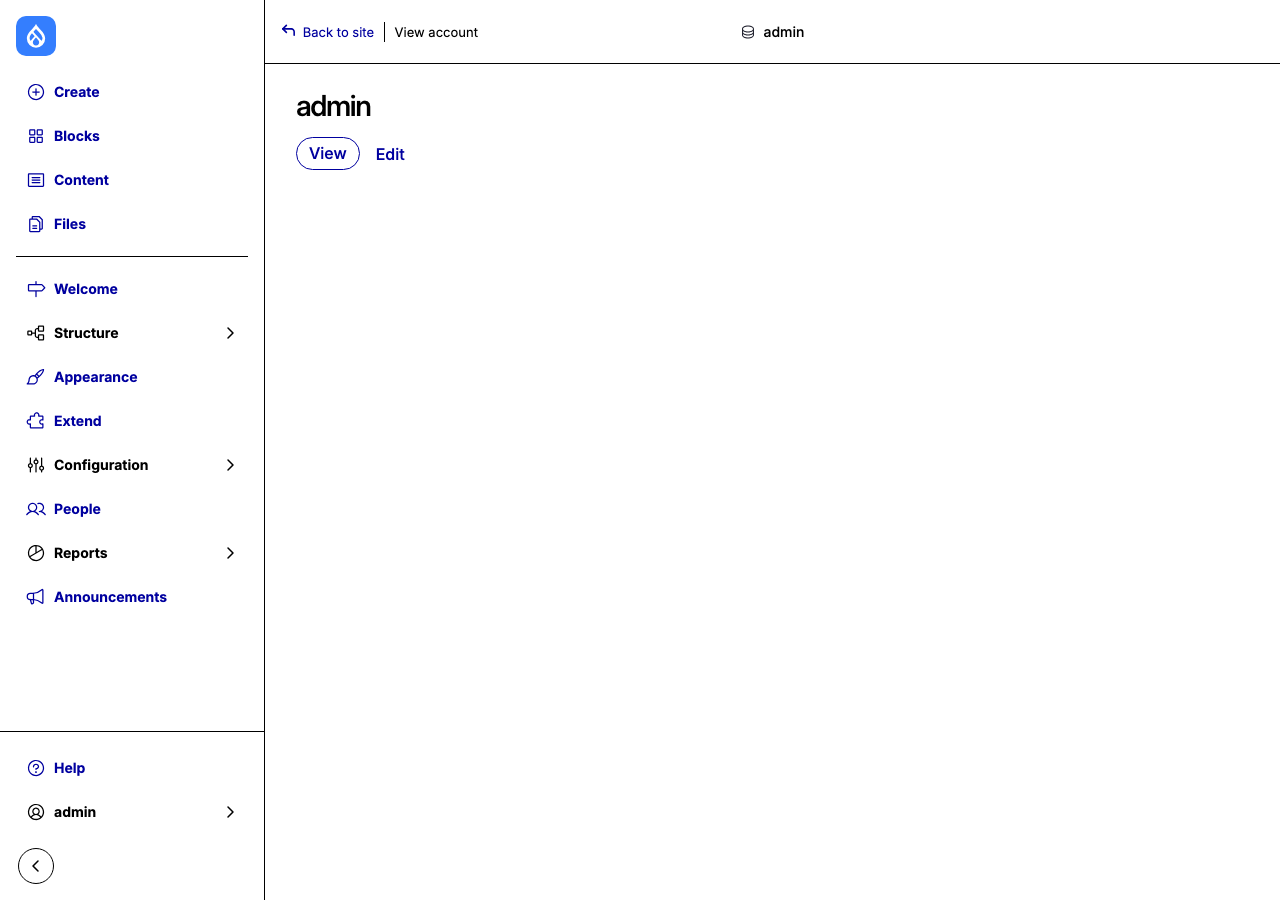 Create
Blocks
Content
Files
Welcome
Structure
Appearance
Extend
Configuration
People
Reports
Announcements
Help
admin
Back to site
View account
admin
admin
View
Edit